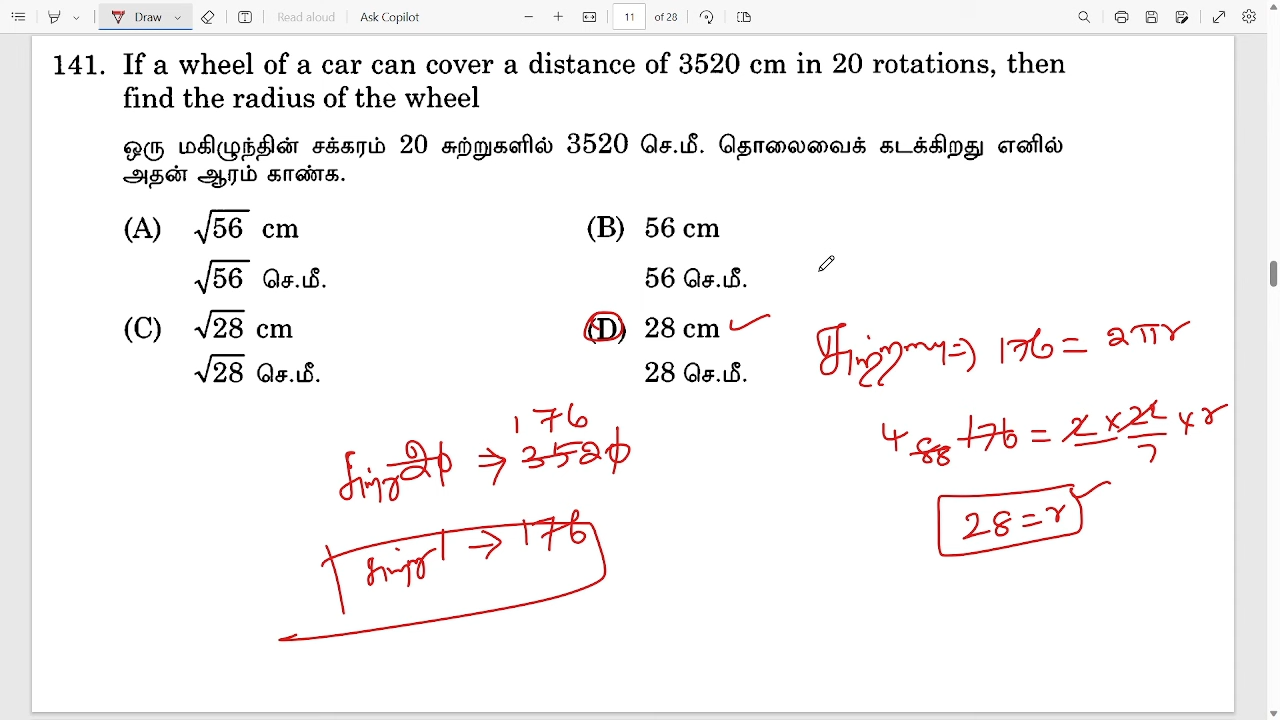 Draw
Read aloud
Ask Copilot
11 of 28
141. If a wheel of a car can cover a distance of 3520 cm in 20 rotations, then
find the radius of the wheel
ஒரு மகிழுந்தின் சக்கரம் 20 சுற்றுகளில் 3520 செ.மீ. தொலைவைக் கடக்கிறது எனில்
அதன் ஆரம் காண்க.
(A) √56 cm (B) 56 cm
√56 செ.மீ. 56 செ.மீ.
(C) √28 cm (D) 28 cm
√28 செ.மீ. 28 செ.மீ.
176 = 2πr
176
20 ⇒ 3520
4 88 176 = 2 × 22/7 × r
28 = r
1 → 176